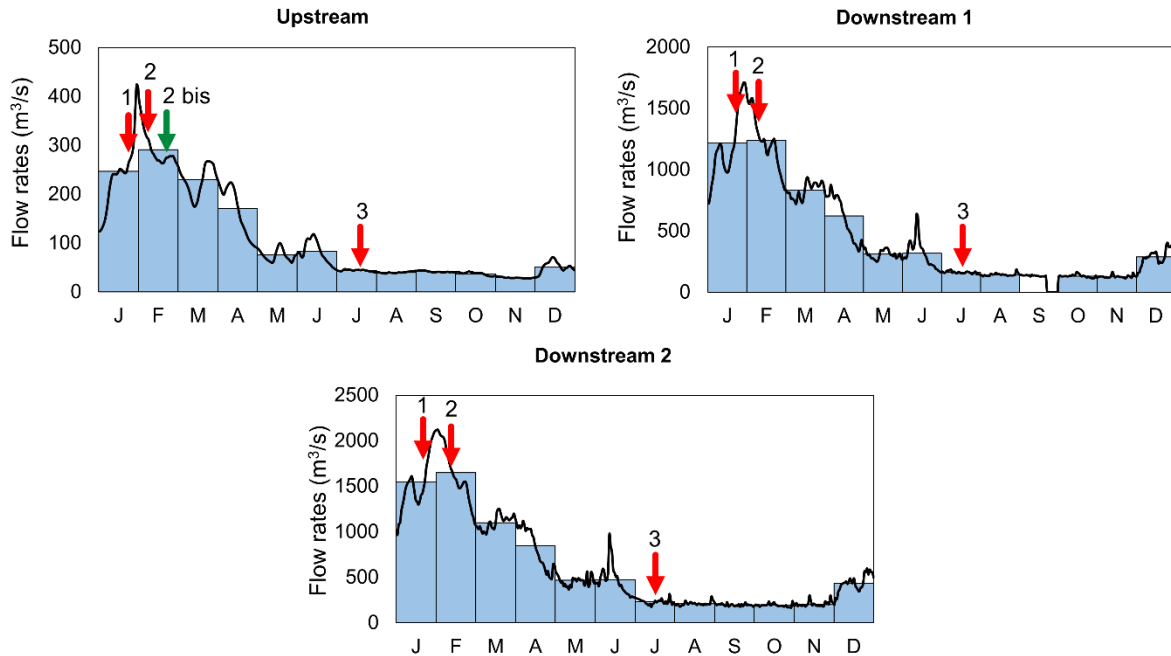 Upstream
Flow rates (m³/s)
500
400
300
200
100
0
1
2
2 bis
3
J F M A M J J A S O N D
Downstream 1
Flow rates (m³/s)
2000
1500
1000
500
0
1
2
3
J F M A M J J A S O N D
Downstream 2
Flow rates (m³/s)
2500
2000
1500
1000
500
0
1
2
3
J F M A M J J A S O N D